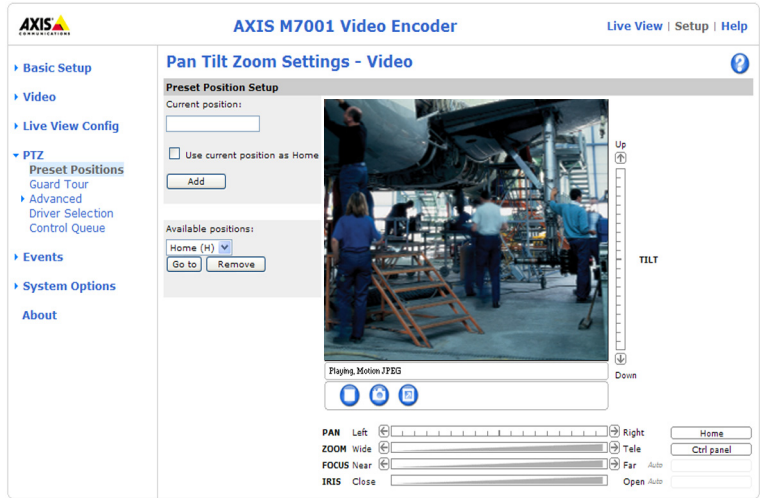 AXIS
COMMUNICATIONS
AXIS M7001 Video Encoder
Live View | Setup | Help
Basic Setup
Video
Live View Config
PTZ
Preset Positions
Guard Tour
Advanced
Driver Selection
Control Queue
Events
System Options
About
Pan Tilt Zoom Settings - Video
?
Preset Position Setup
Current position:
Use current position as Home
Add
Available positions:
Home (H)
Go to Remove
Up
TILT
Down
Playing, Motion JPEG
PAN Left Right Home
ZOOM Wide Tele Ctrl panel
FOCUS Near Far Auto
IRIS Close Open Auto